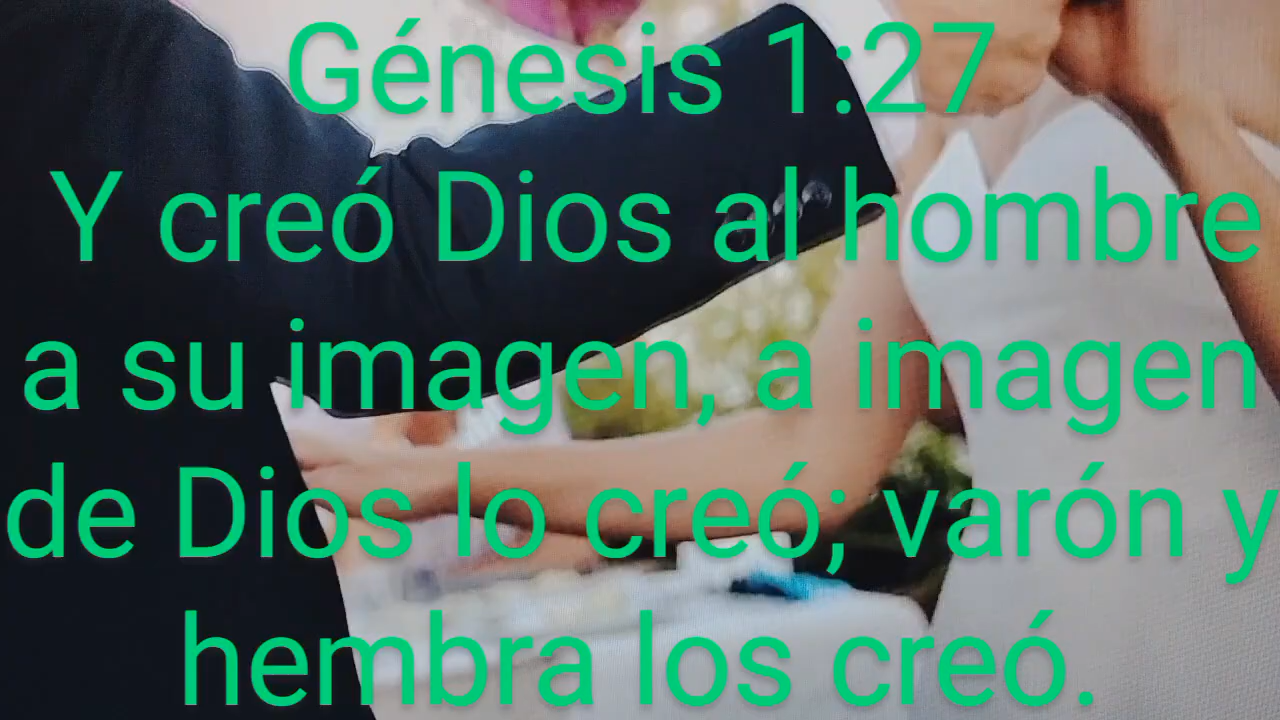 Génesis 1:27
Y creó Dios al hombre
a su imagen, a imagen
de Dios lo creó; varón y
hembra los creó.